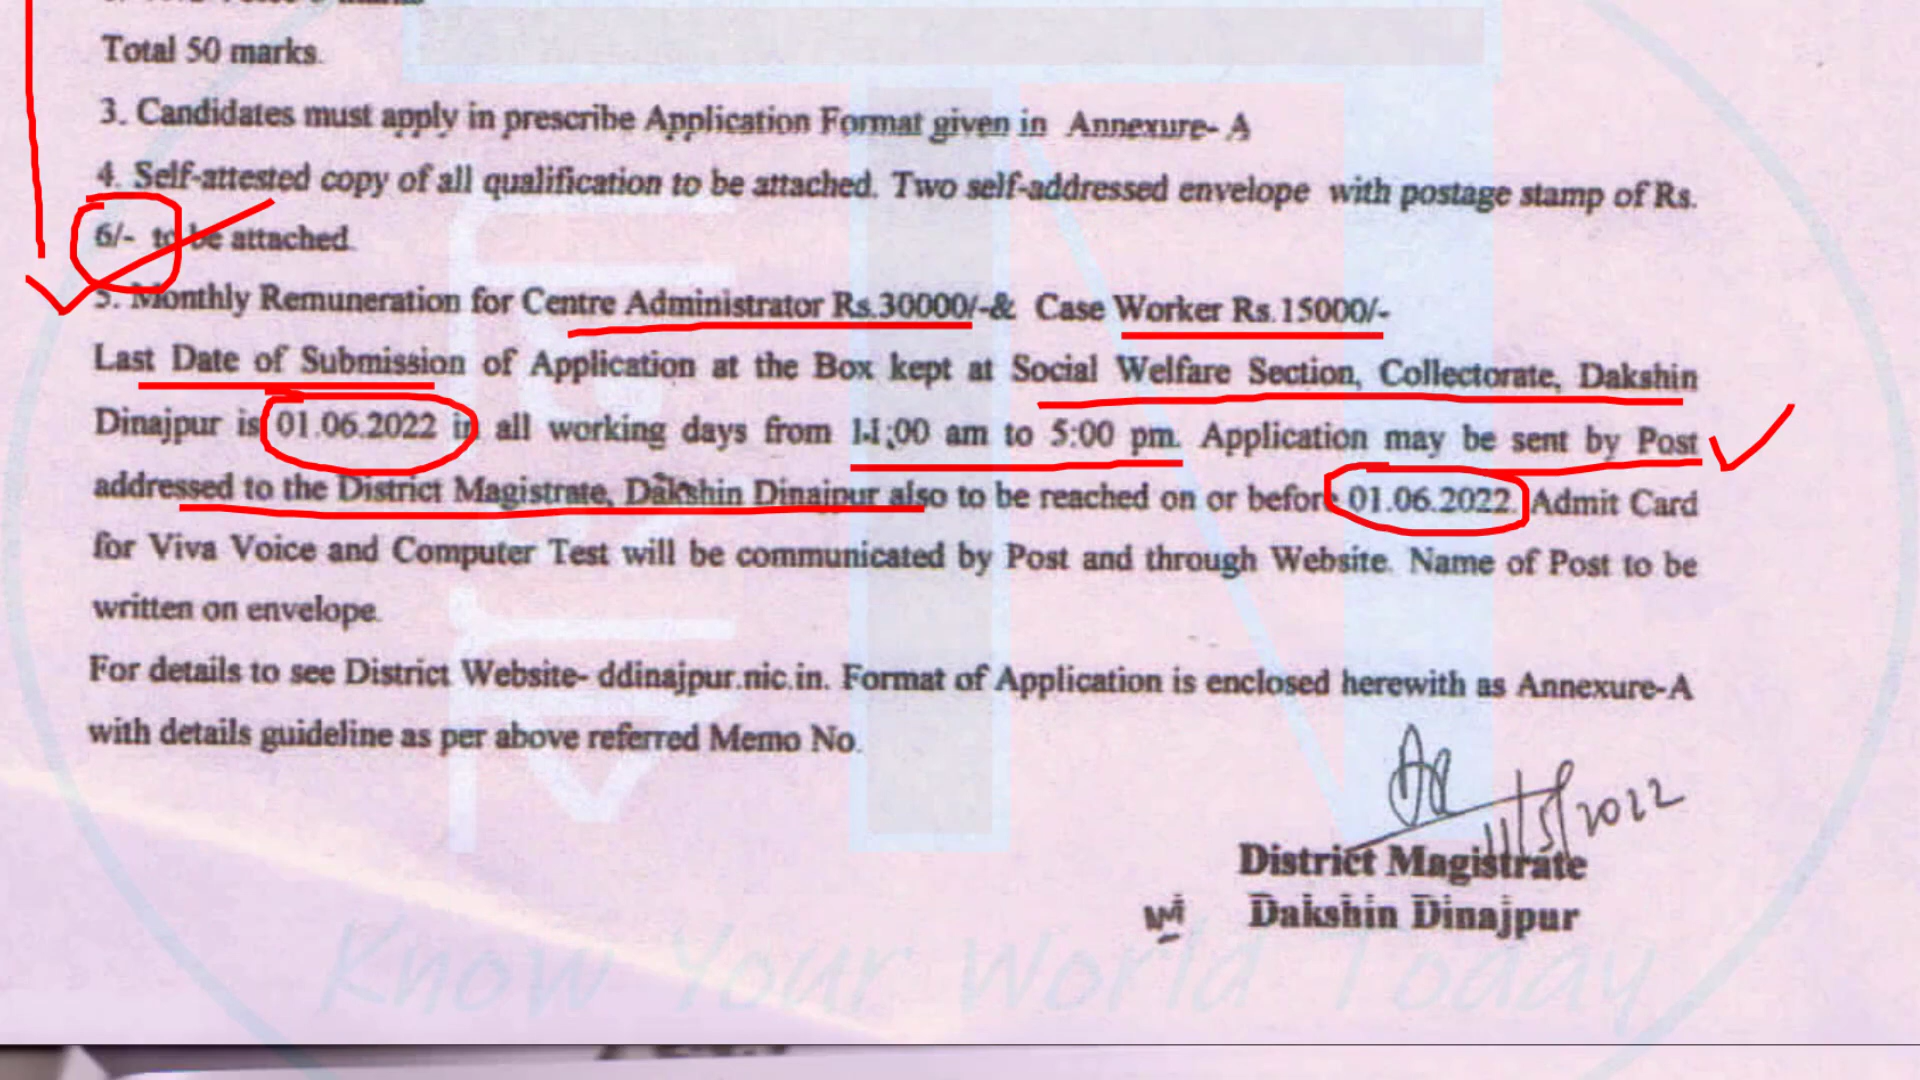 Total 50 marks.
3. Candidates must apply in prescribe Application Format given in Annexure- A
4. Self-attested copy of all qualification to be attached. Two self-addressed envelope with postage stamp of Rs.
6/- to be attached.
5. Monthly Remuneration for Centre Administrator Rs.30000/-& Case Worker Rs.15000/-
Last Date of Submission of Application at the Box kept at Social Welfare Section, Collectorate, Dakshin
Dinajpur is 01.06.2022 in all working days from 11:00 am to 5:00 pm. Application may be sent by Post
addressed to the District Magistrate, Dakshin Dinajpur also to be reached on or before 01.06.2022. Admit Card
for Viva Voice and Computer Test will be communicated by Post and through Website. Name of Post to be
written on envelope.
For details to see District Website- ddinajpur.nic.in. Format of Application is enclosed herewith as Annexure-A
with details guideline as per above referred Memo No.
11/5/2022
District Magistrate
Dakshin Dinajpur
Know Your World Today